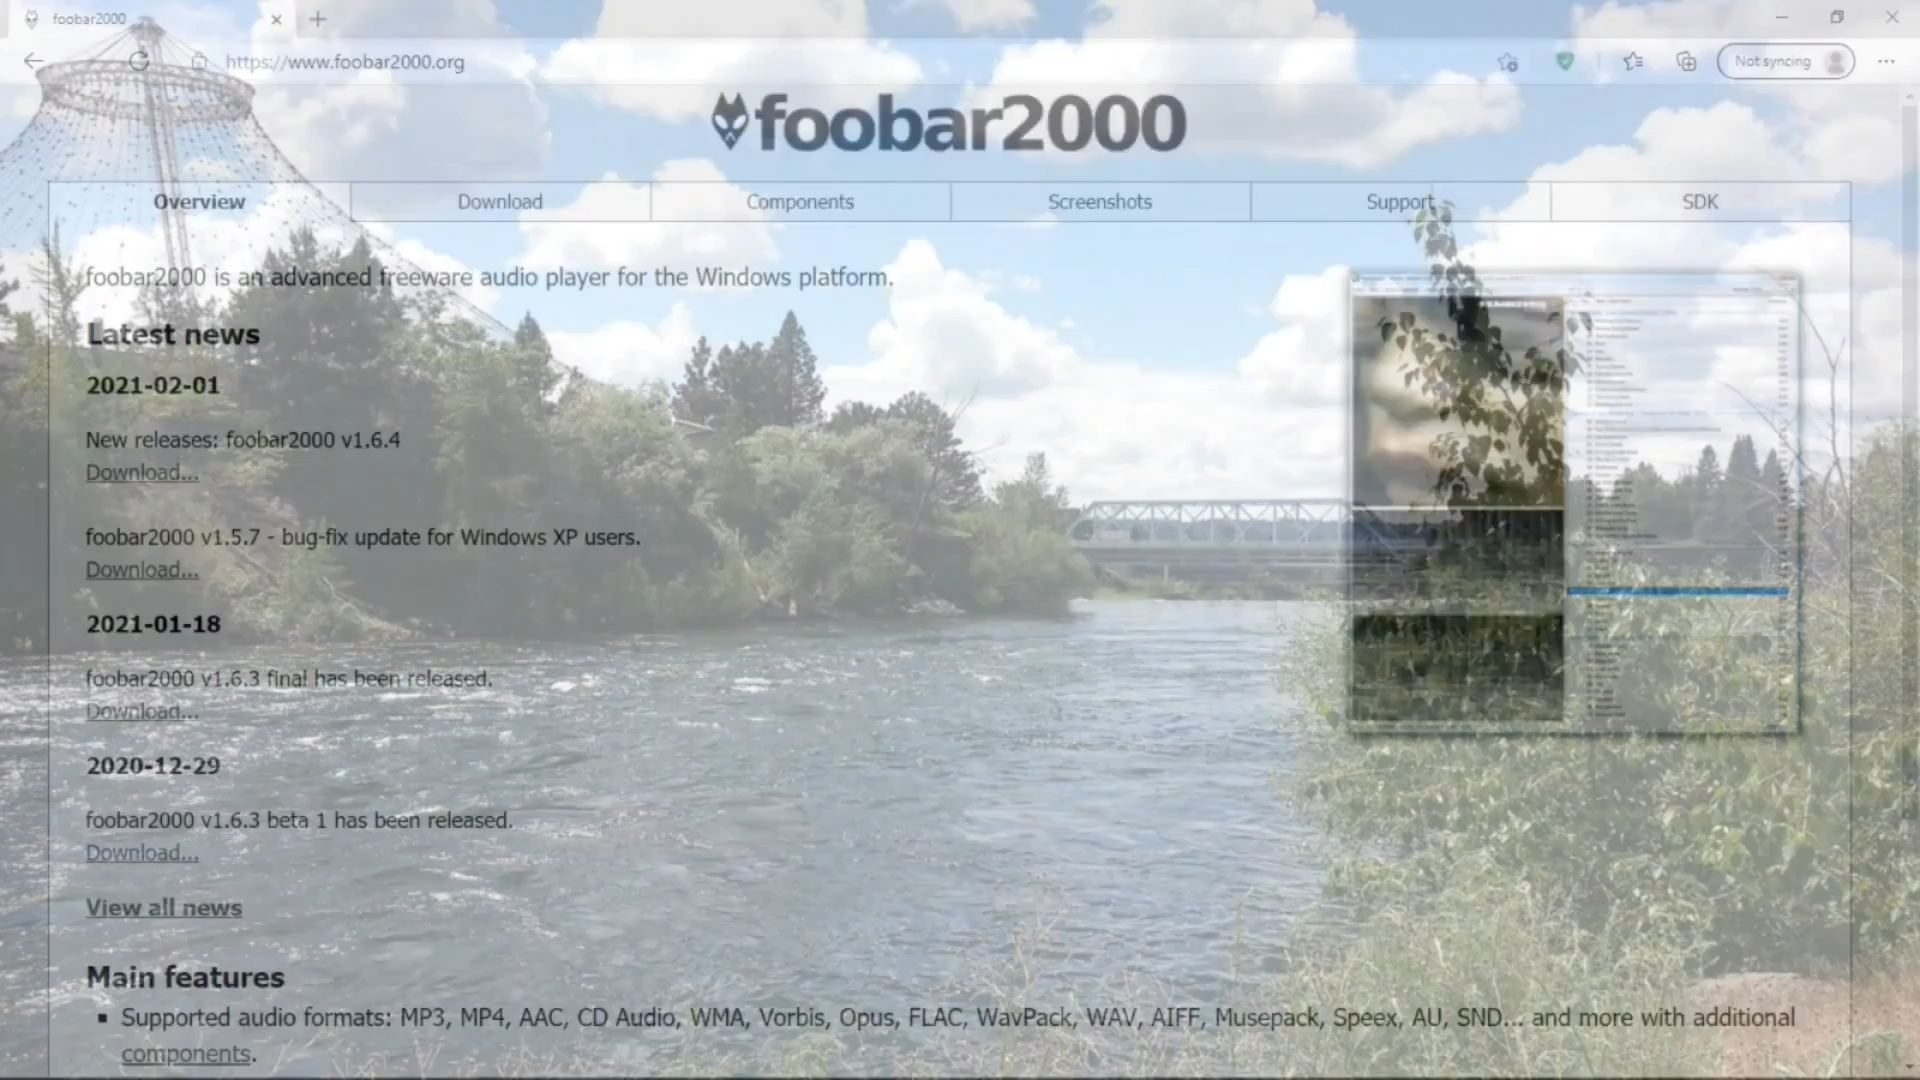 foobar2000
https://www.foobar2000.org
Not syncing
foobar2000
Overview
Download
Components
Screenshots
Support
SDK
foobar2000 is an advanced freeware audio player for the Windows platform.
Latest news
2021-02-01
New releases: foobar2000 v1.6.4
Download...
foobar2000 v1.5.7 - bug-fix update for Windows XP users.
Download...
2021-01-18
foobar2000 v1.6.3 final has been released.
Download...
2020-12-29
foobar2000 v1.6.3 beta 1 has been released.
Download...
View all news
Main features
▪ Supported audio formats: MP3, MP4, AAC, CD Audio, WMA, Vorbis, Opus, FLAC, WavPack, WAV, AIFF, Musepack, Speex, AU, SND... and more with additional
components.